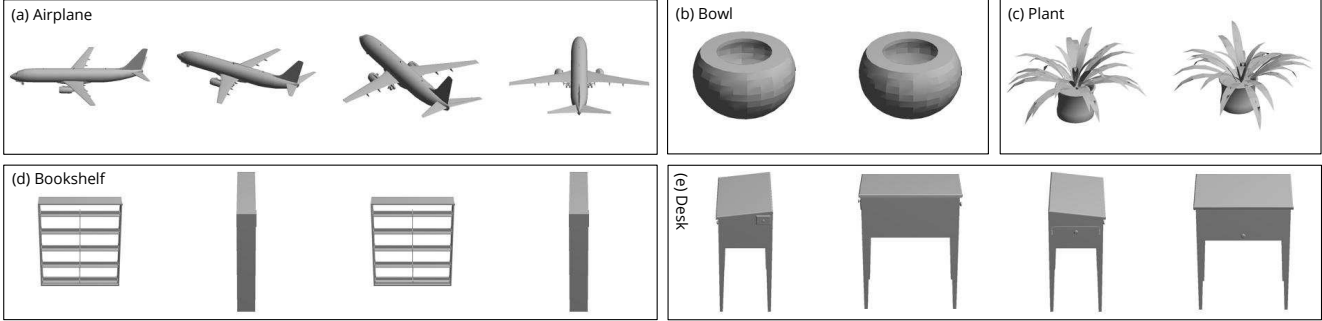 (a) Airplane
(b) Bowl
(c) Plant
(d) Bookshelf
(e) Desk